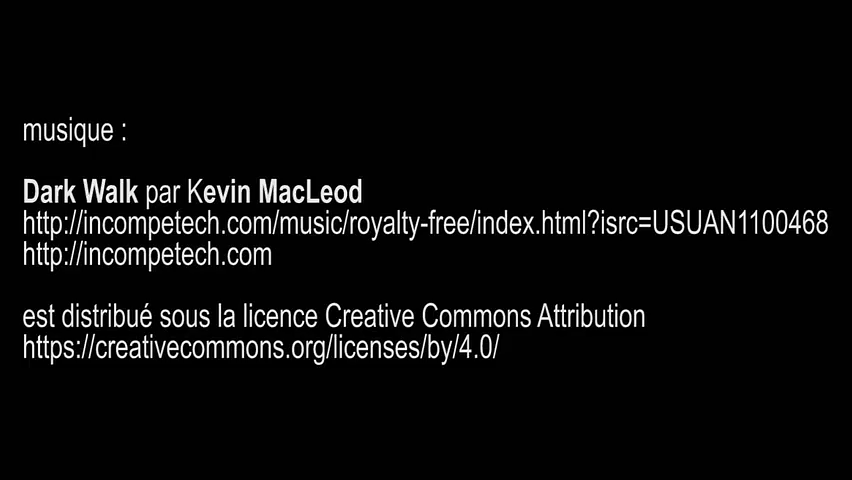 musique :
Dark Walk par Kevin MacLeod
http://incompetech.com/music/royalty-free/index.html?isrc=USUAN1100468
http://incompetech.com
est distribué sous la licence Creative Commons Attribution
https://creativecommons.org/licenses/by/4.0/